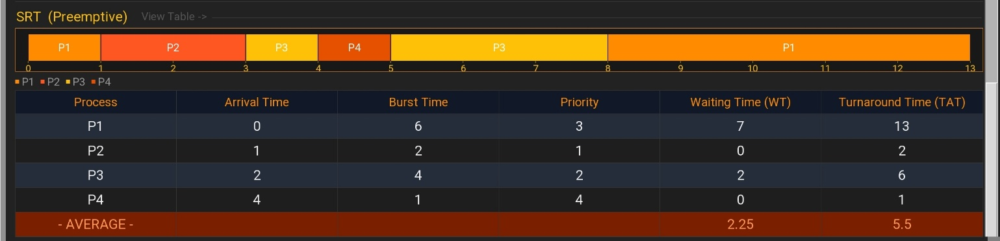 SRT (Preemptive) View Table ->
P1 P2 P3 P4 P3 P1
0 1 2 3 4 5 6 7 8 9 10 11 12 13
P1 P2 P3 P4
Process Arrival Time Burst Time Priority Waiting Time (WT) Turnaround Time (TAT)
P1 0 6 3 7 13
P2 1 2 1 0 2
P3 2 4 2 2 6
P4 4 1 4 0 1
- AVERAGE - 2.25 5.5